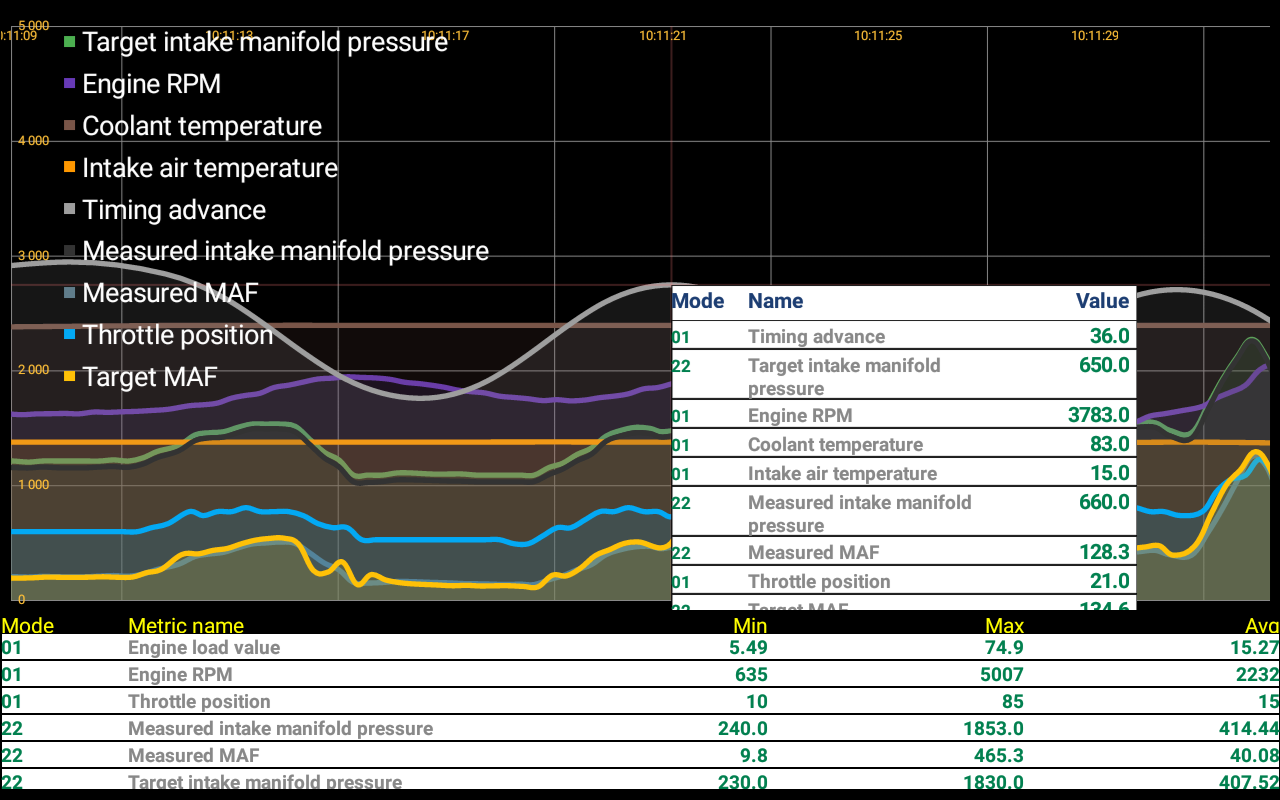 5 000
0:11:09 10:11:13 10:11:17 10:11:21 10:11:25 10:11:29
Target intake manifold pressure
Engine RPM
Coolant temperature
4 000
Intake air temperature
Timing advance
Measured intake manifold pressure
3 000
Measured MAF
Throttle position
2 000
Target MAF
1 000
0
Mode Name Value
01 Timing advance 36.0
22 Target intake manifold 650.0
pressure
01 Engine RPM 3783.0
01 Coolant temperature 83.0
01 Intake air temperature 15.0
22 Measured intake manifold 660.0
pressure
22 Measured MAF 128.3
01 Throttle position 21.0
22 Target MAF 134.6
Mode Metric name Min Max Avg
01 Engine load value 5.49 74.9 15.27
01 Engine RPM 635 5007 2232
01 Throttle position 10 85 15
22 Measured intake manifold pressure 240.0 1853.0 414.44
22 Measured MAF 9.8 465.3 40.08
22 Target intake manifold pressure 230.0 1830.0 407.52